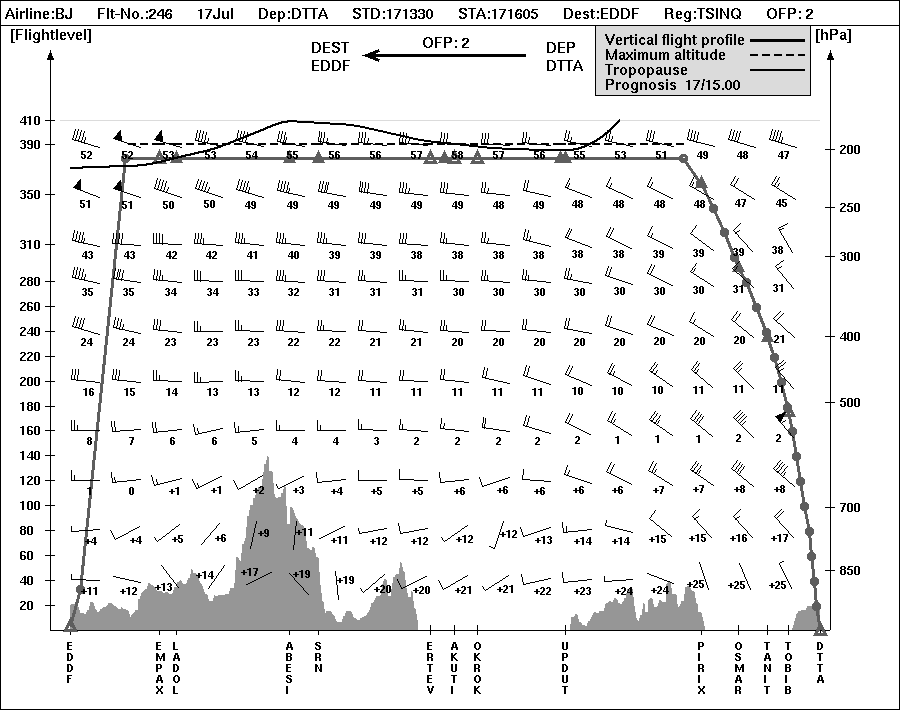 Airline:BJ Flt-No.:246 17Jul Dep:DTTA STD:171330 STA:171605 Dest:EDDF Reg:TSINQ OFP: 2
[Flightlevel] [hPa]
DEST OFP: 2 DEP
EDDF DTTA
Vertical flight profile
Maximum altitude
Tropopause
Prognosis 17/15.00
410
390 52 52 53 53 54 55 56 56 57 58 57 56 55 53 51 49 48 47 200
380
350 51 51 50 50 49 49 49 49 49 49 48 49 48 48 48 48 47 45 250
310 43 43 42 42 41 40 39 39 38 38 38 38 38 38 39 39 39 38 300
280 35 35 34 34 33 32 31 31 31 30 30 30 30 30 30 30 31 31
260
240 24 24 23 23 23 22 22 21 21 20 20 20 20 20 20 20 20 21 400
220
200 16 15 14 13 13 12 12 11 11 11 11 11 10 10 10 11 11 11
180 500
160 8 7 6 6 5 4 4 3 2 2 2 2 2 1 1 1 2 2
140
120 1 0 +1 +1 +2 +3 +4 +5 +5 +6 +6 +6 +6 +6 +7 +7 +8 +8
100 700
80 +4 +4 +5 +6 +9 +11 +11 +12 +12 +12 +12 +13 +14 +14 +15 +15 +16 +17
60
40 +11 +12 +13 +14 +17 +19 +19 +20 +20 +21 +21 +22 +23 +24 +24 +25 +25 +25 850
20
EDDF EMPAX LADOL ABESI SRN ERTEV AKUTI OKROK UPDUT PIRIX OSMAR TANIT TOBIB DTTA